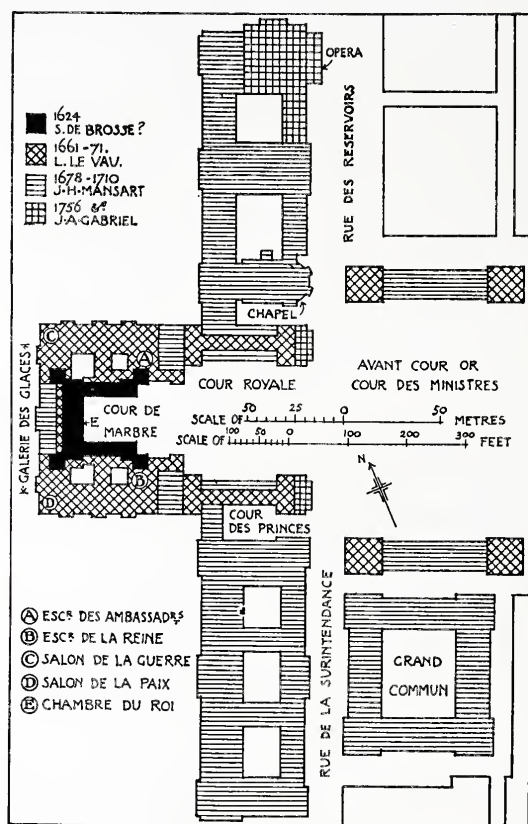 OPERA
1624
S. DE BROSSE?
1661-71.
L. LE VAU.
1678-1710
J·H·MANSART
1756 &c
J·A·GABRIEL
RUE DES RESERVOIRS
CHAPEL
C
A
COUR ROYALE
AVANT COUR OR
COUR DES MINISTRES
GALERIE DES GLACES
E
COUR DE
MARBRE
SCALE OF 50 25 0 50 METRES
SCALE OF 100 50 0 100 200 300 FEET
N
B
D
COUR
DES PRINCES
A ESCR. DES AMBASSADRS
B ESCR. DE LA REINE
C SALON DE LA GUERRE
D SALON DE LA PAIX
E CHAMBRE DU ROI
RUE DE LA SURINTENDANCE
GRAND
COMMUN